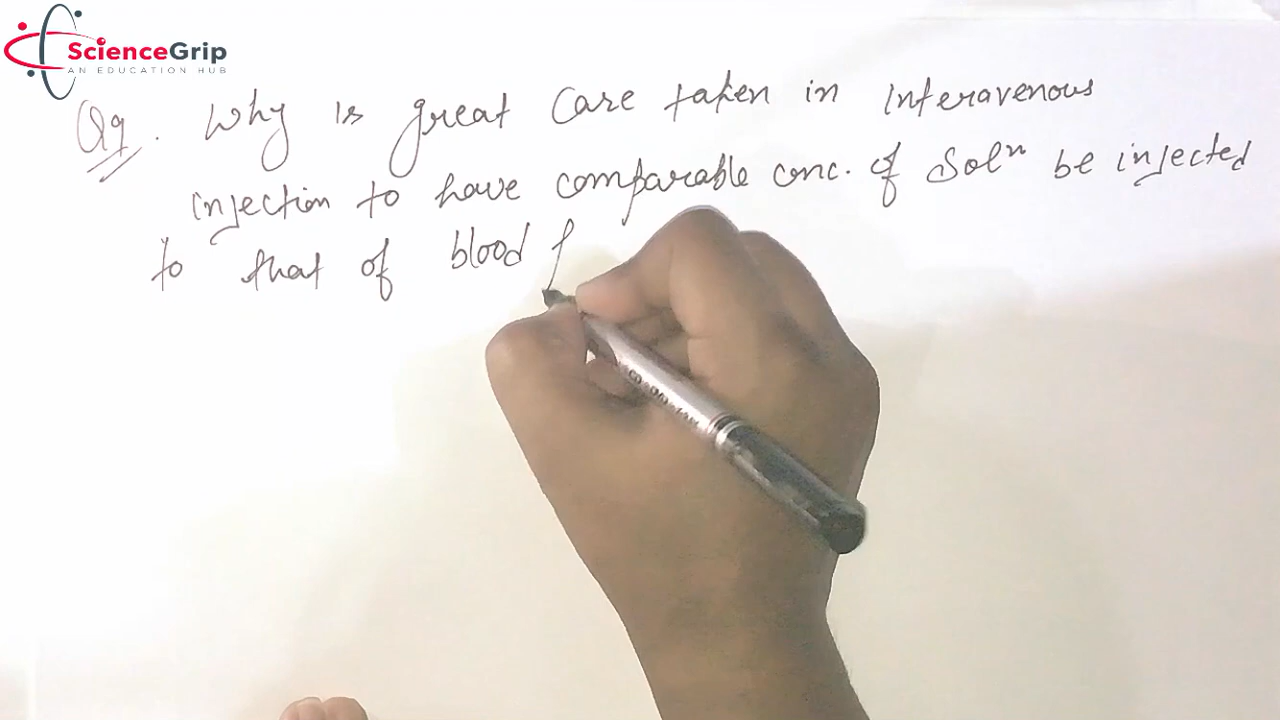 ScienceGrip
AN EDUCATION HUB
Q9. Why is great care taken in interavenous
injection to have comparable conc. of Solⁿ be injected
to that of blood